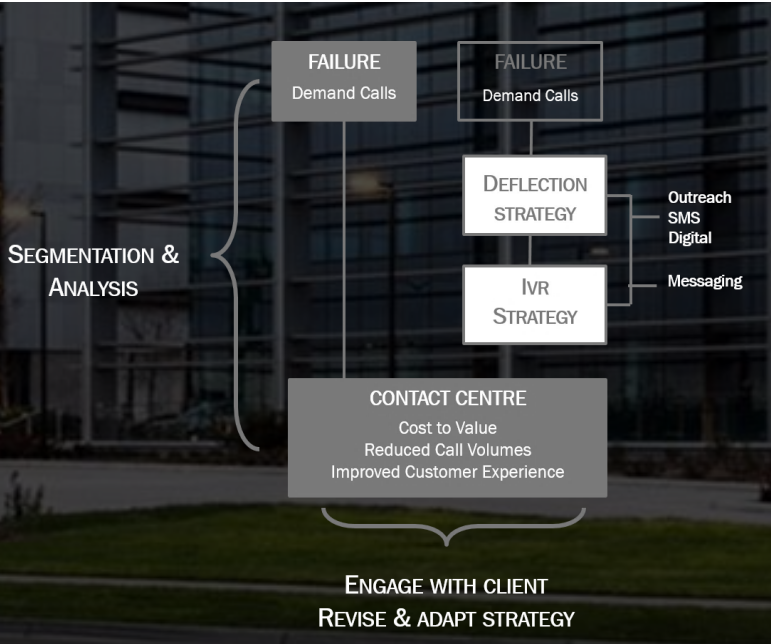 FAILURE
Demand Calls
FAILURE
Demand Calls
DEFLECTION
STRATEGY
Outreach
SMS
Digital
SEGMENTATION &
ANALYSIS
IVR
STRATEGY
Messaging
CONTACT CENTRE
Cost to Value
Reduced Call Volumes
Improved Customer Experience
ENGAGE WITH CLIENT
REVISE & ADAPT STRATEGY